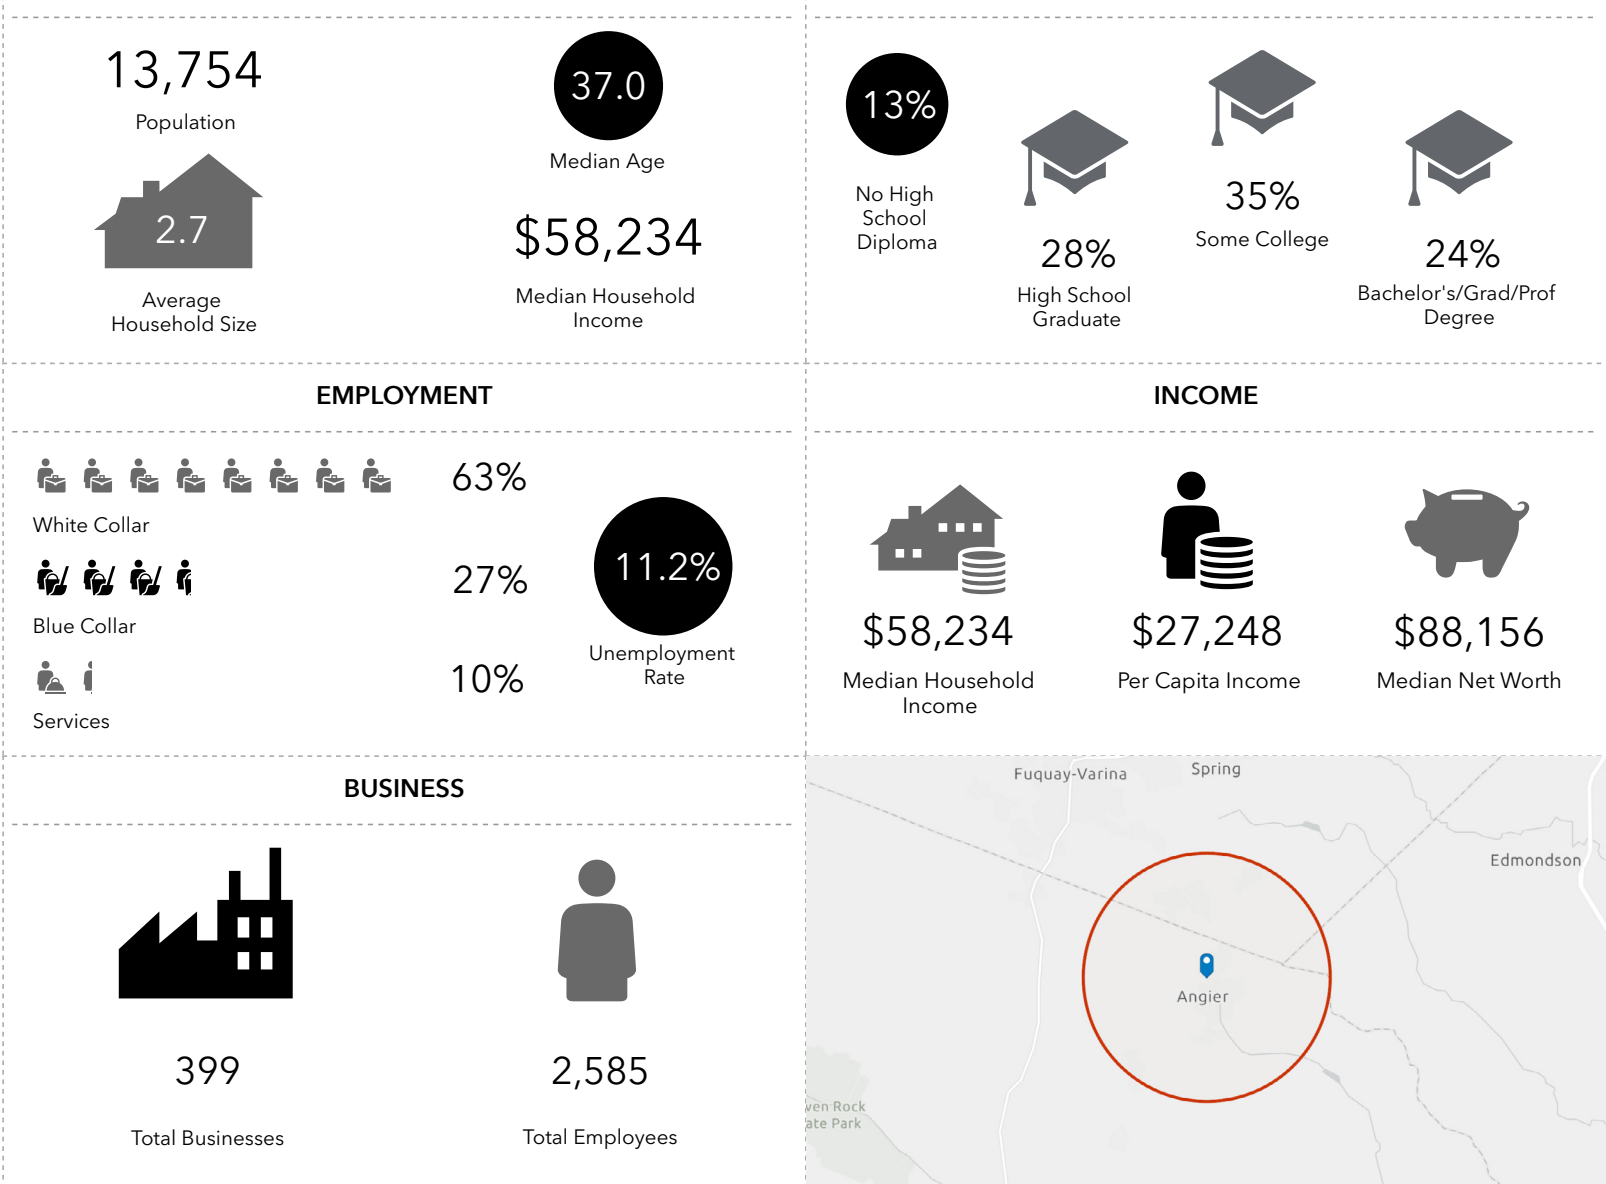 13,754
Population
2.7
Average
Household Size
37.0
Median Age
$58,234
Median Household
Income
13%
No High
School
Diploma
28%
High School
Graduate
35%
Some College
24%
Bachelor's/Grad/Prof
Degree
EMPLOYMENT
63%
White Collar
27%
Blue Collar
10%
Services
11.2%
Unemployment
Rate
INCOME
$58,234
Median Household
Income
$27,248
Per Capita Income
$88,156
Median Net Worth
BUSINESS
399
Total Businesses
2,585
Total Employees
Fuquay-Varina
Spring
Edmondson
Angier
ven Rock
ate Park